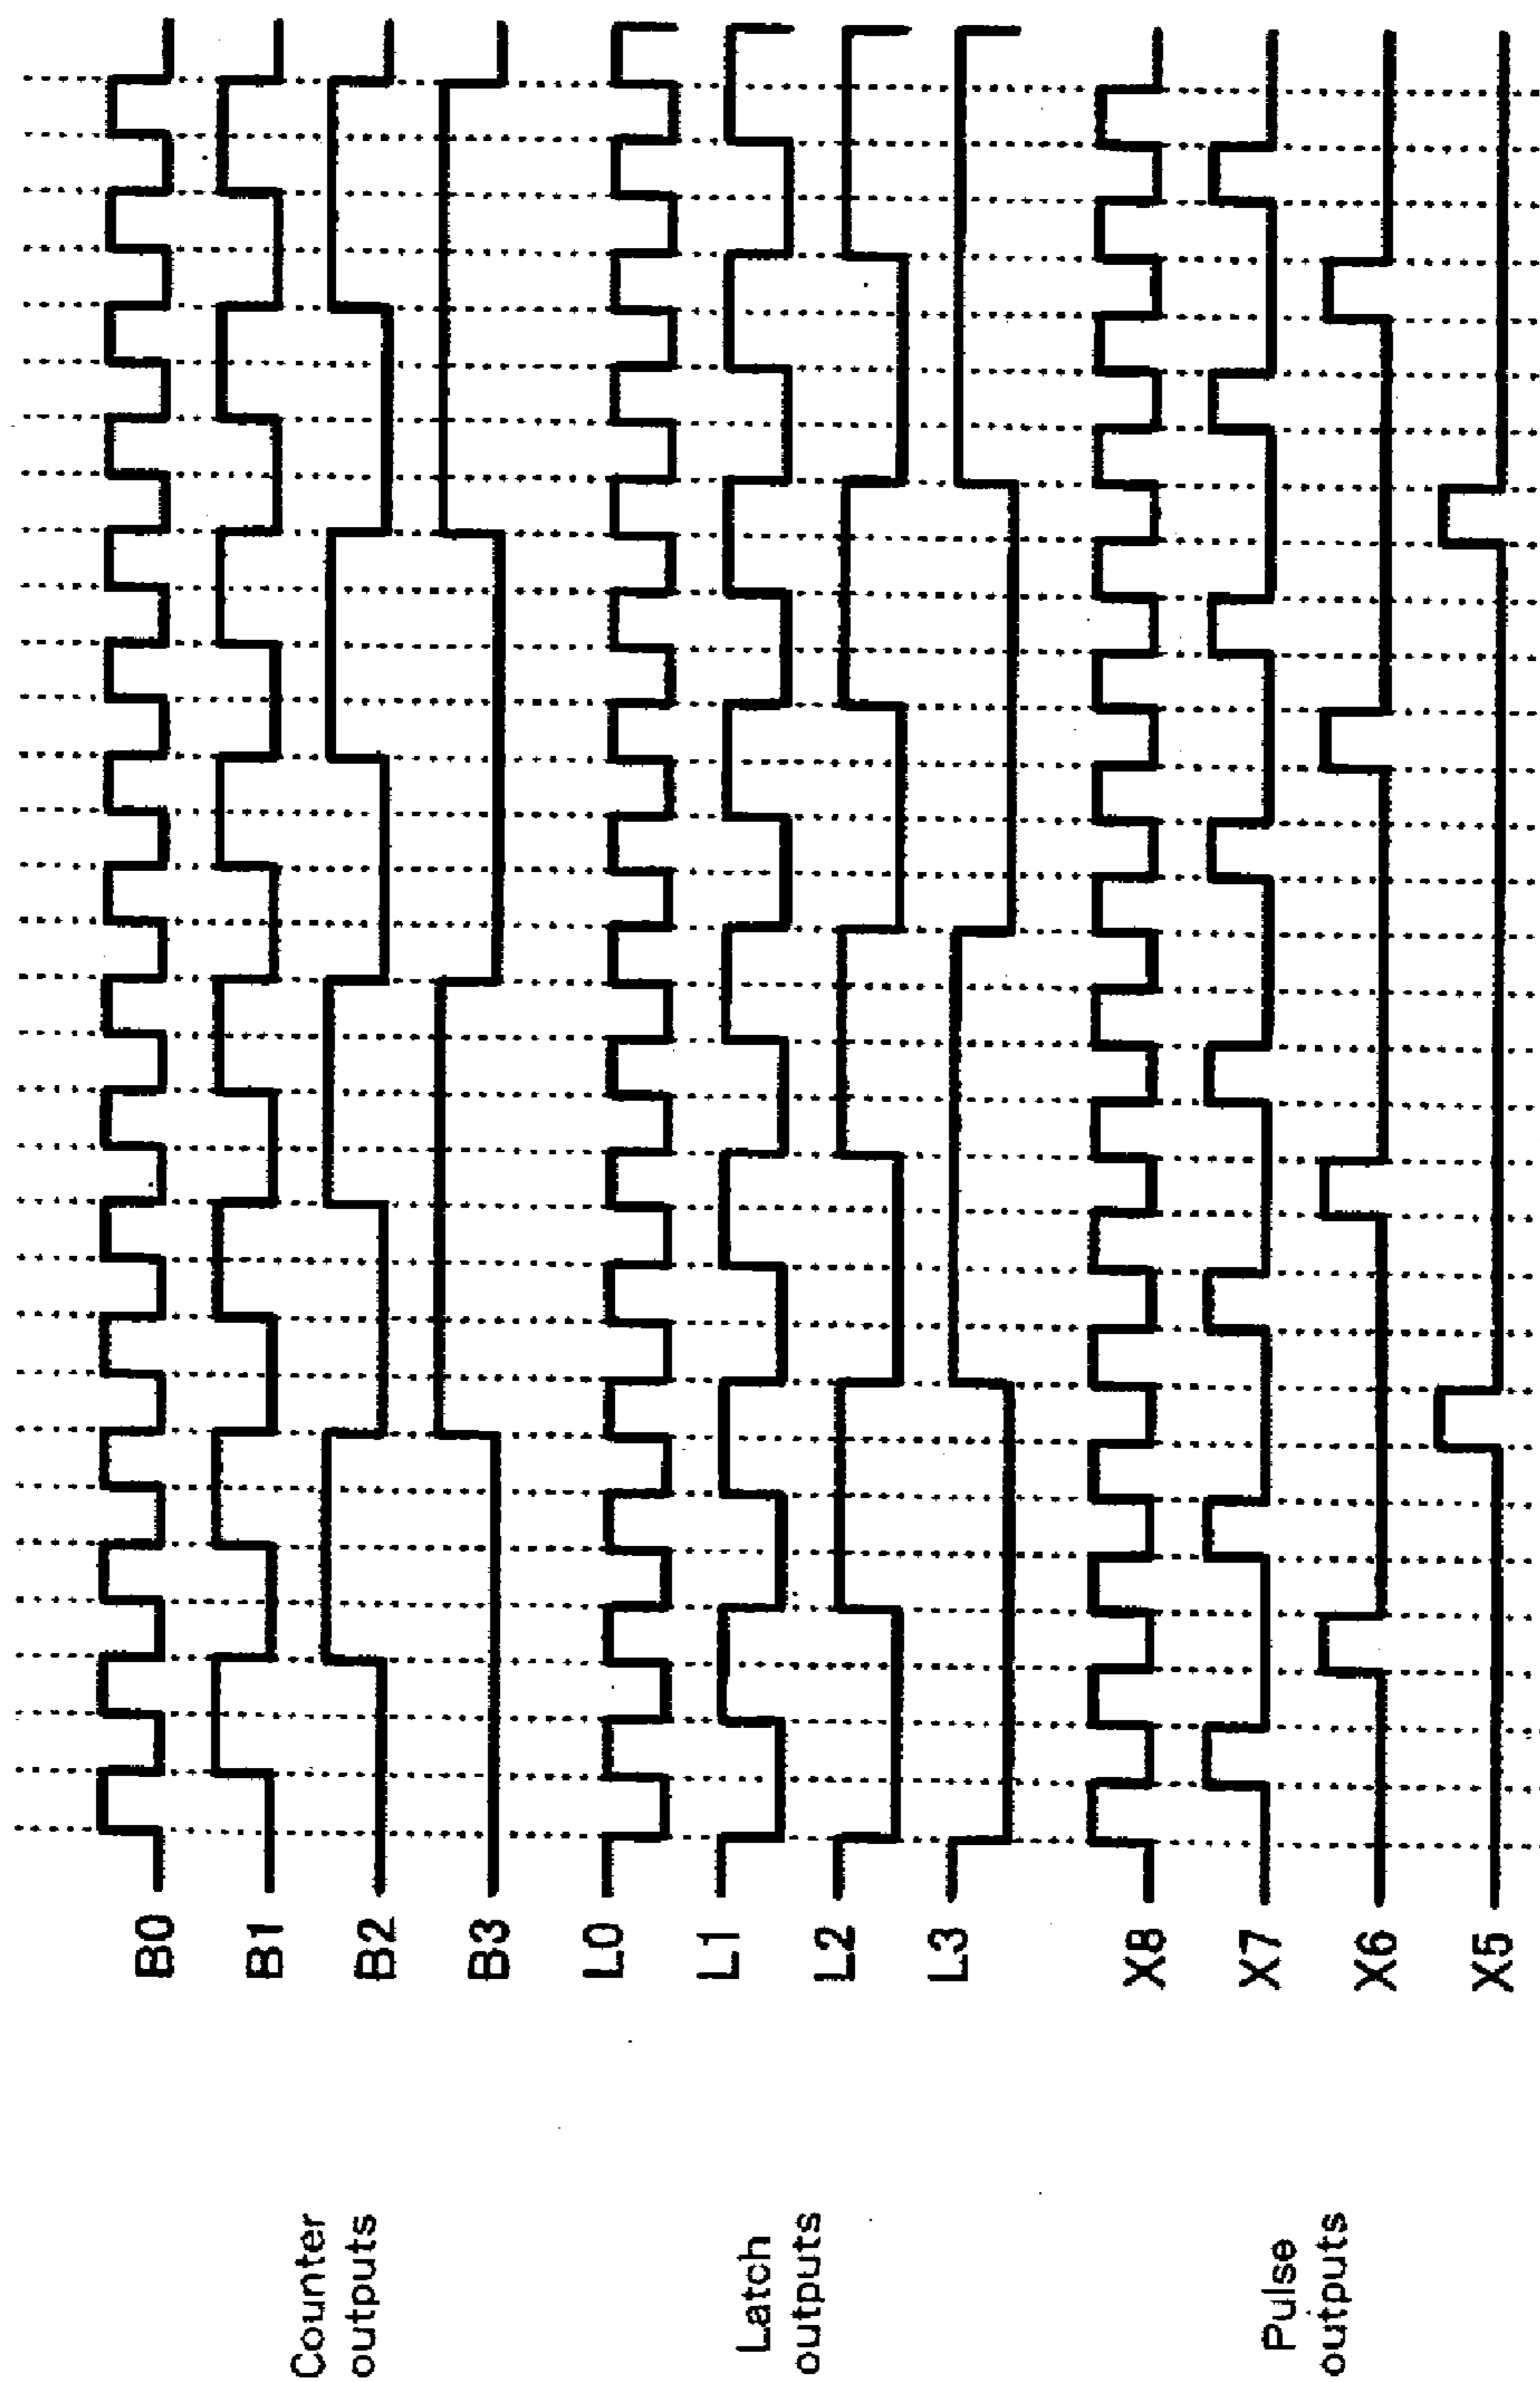 Counter
outputs
B0
B1
B2
B3
Latch
outputs
L0
L1
L2
L3
Pulse
outputs
X8
X7
X6
X5